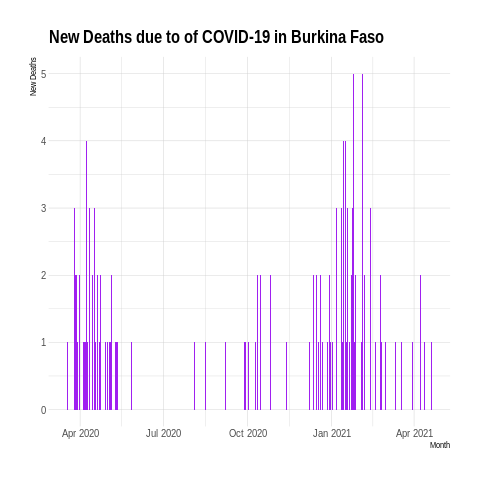 New Deaths due to of COVID-19 in Burkina Faso
New Deaths
5
4
3
2
1
0
Apr 2020 Jul 2020 Oct 2020 Jan 2021 Apr 2021
Month